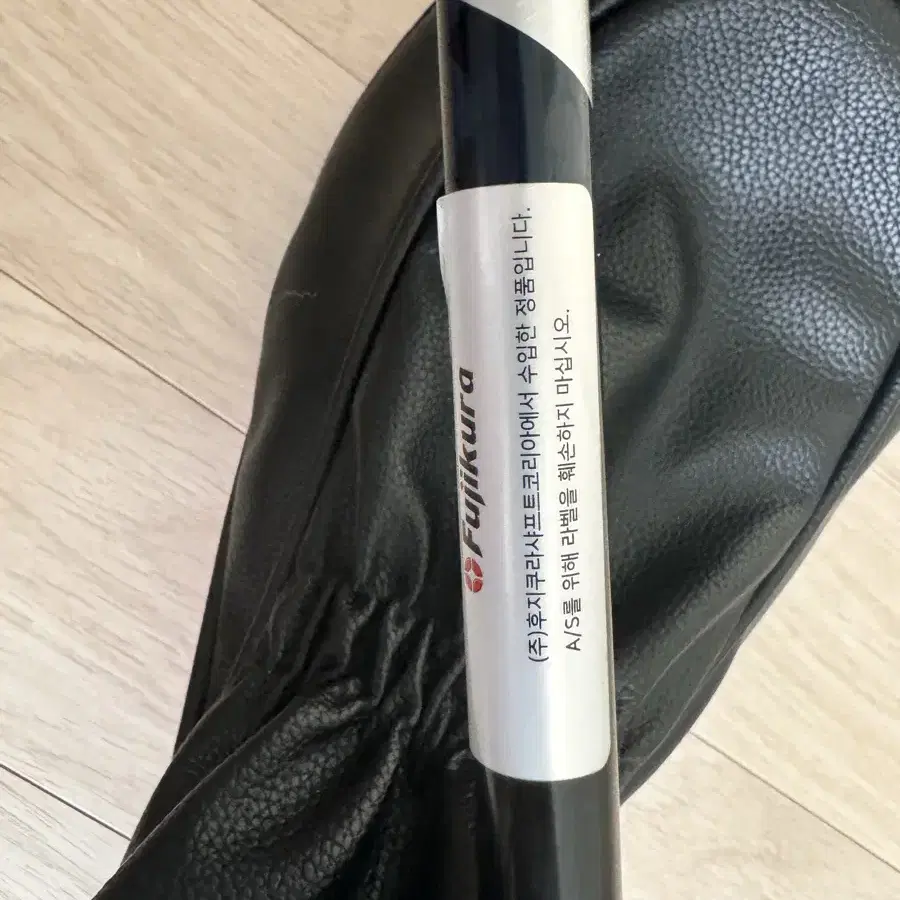 Fujikura
(주)후지쿠라샤프트코리아에서 수입한 정품입니다.
A/S를 위해 라벨을 훼손하지 마십시오.